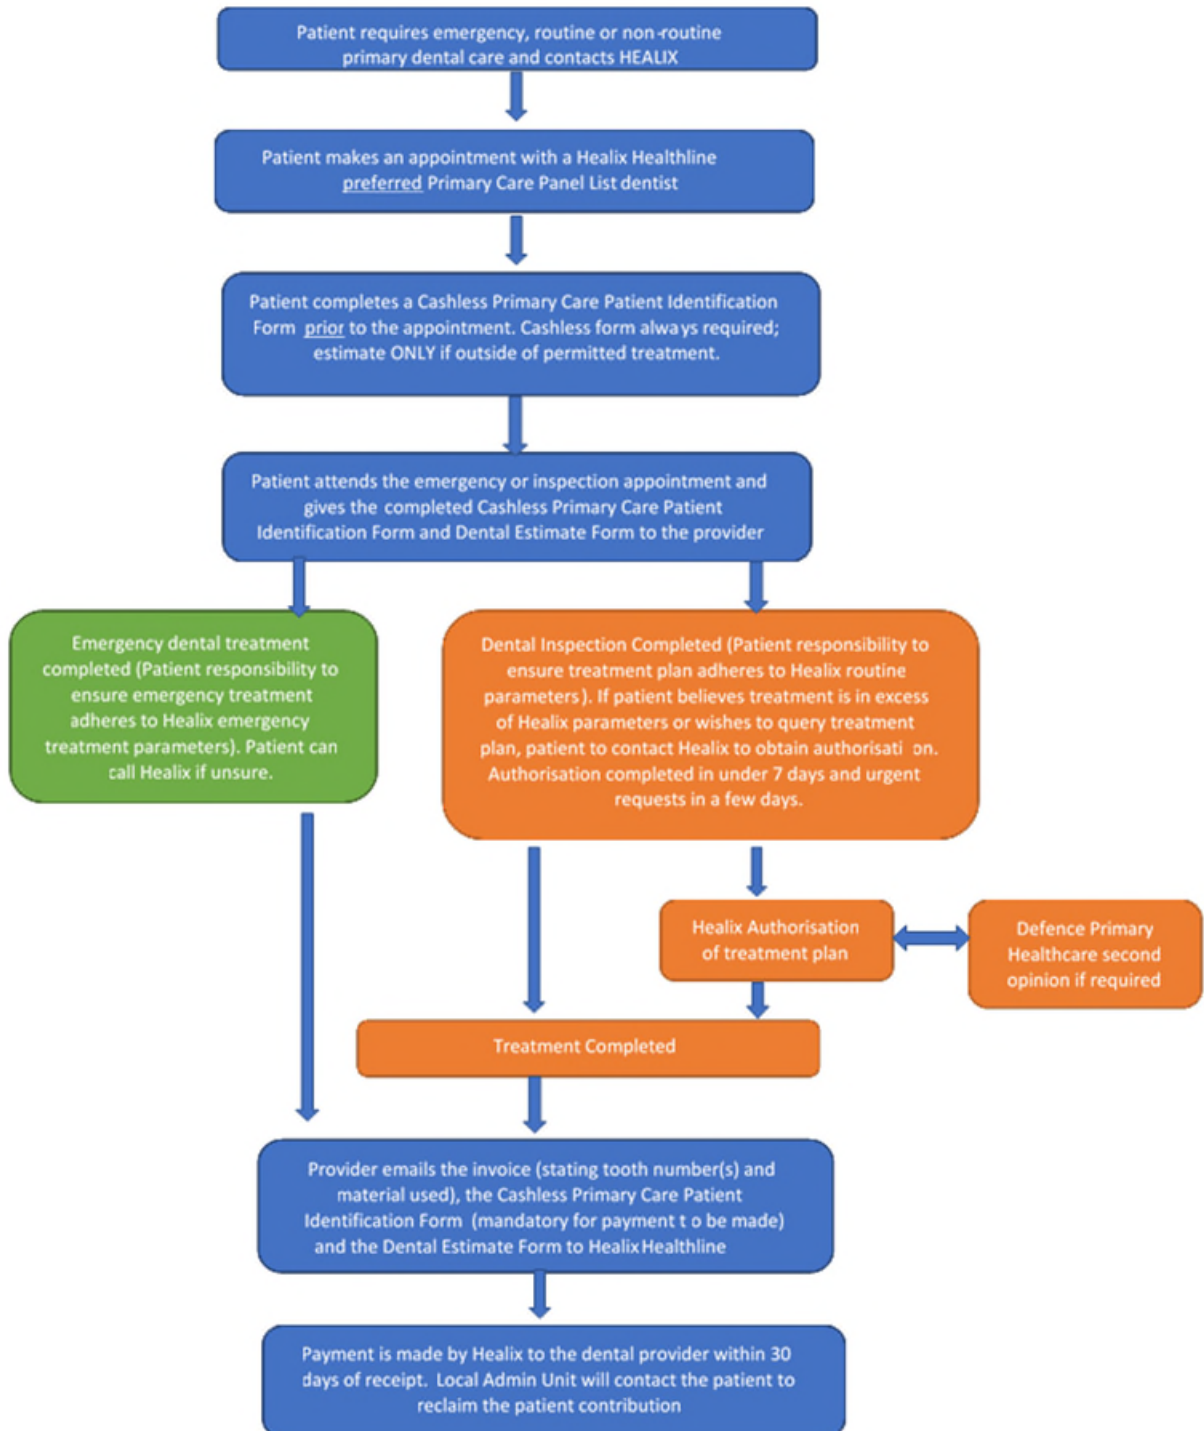 Patient requires emergency, routine or non-routine
primary dental care and contacts HEALIX
Patient makes an appointment with a Healix Healthline
preferred Primary Care Panel List dentist
Patient completes a Cashless Primary Care Patient Identification
Form prior to the appointment. Cashless form always required;
estimate ONLY if outside of permitted treatment.
Patient attends the emergency or inspection appointment and
gives the completed Cashless Primary Care Patient
Identification Form and Dental Estimate Form to the provider
Emergency dental treatment
completed (Patient responsibility to
ensure emergency treatment
adheres to Healix emergency
treatment parameters). Patient can
call Healix if unsure.
Dental Inspection Completed (Patient responsibility to
ensure treatment plan adheres to Healix routine
parameters). If patient believes treatment is in excess
of Healix parameters or wishes to query treatment
plan, patient to contact Healix to obtain authorisation.
Authorisation completed in under 7 days and urgent
requests in a few days.
Healix Authorisation
of treatment plan
Defence Primary
Healthcare second
opinion if required
Treatment Completed
Provider emails the invoice (stating tooth number(s) and
material used), the Cashless Primary Care Patient
Identification Form (mandatory for payment to be made)
and the Dental Estimate Form to Healix Healthline
Payment is made by Healix to the dental provider within 30
days of receipt. Local Admin Unit will contact the patient to
reclaim the patient contribution